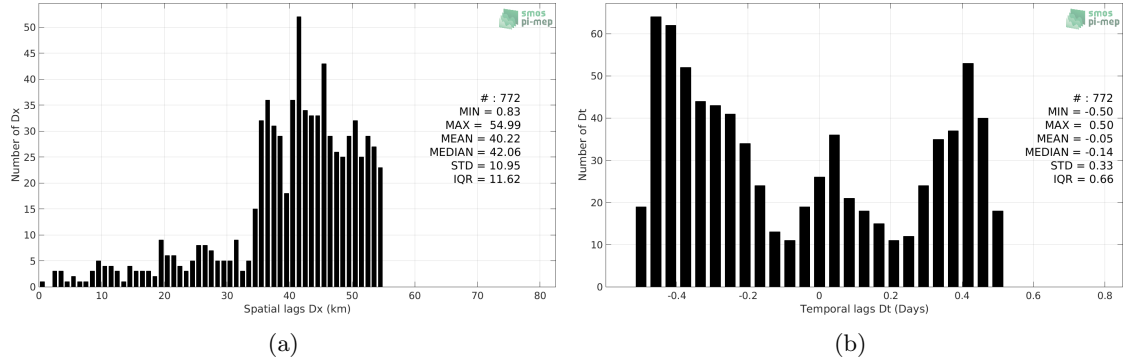 smos
pi-mep
50
45
40
35
30
25
20
15
10
5
0
Number of Dx
# : 772
MIN = 0.83
MAX = 54.99
MEAN = 40.22
MEDIAN = 42.06
STD = 10.95
IQR = 11.62
0 10 20 30 40 50 60 70 80
Spatial lags Dx (km)
(a)
smos
pi-mep
60
50
40
30
20
10
0
Number of Dt
# : 772
MIN = -0.50
MAX = 0.50
MEAN = -0.05
MEDIAN = -0.14
STD = 0.33
IQR = 0.66
-0.4 -0.2 0 0.2 0.4 0.6 0.8
Temporal lags Dt (Days)
(b)